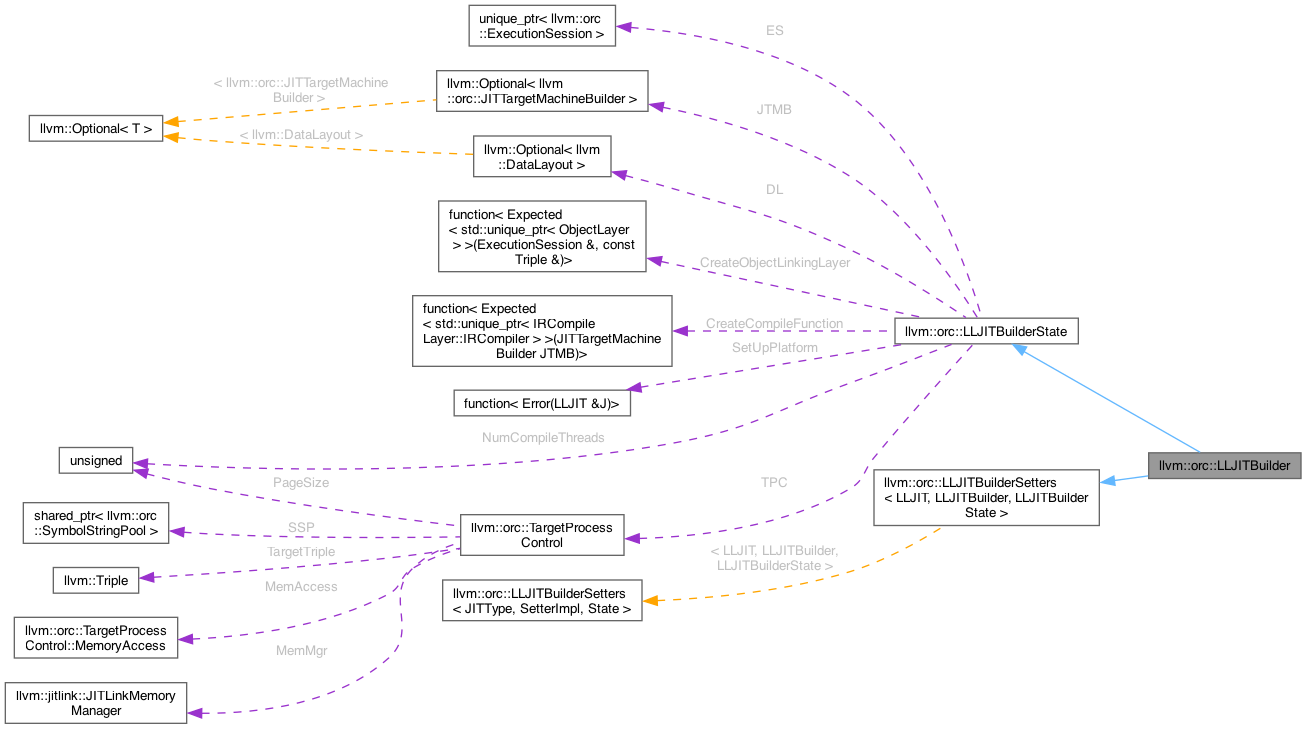 unique_ptr< llvm::orc
::ExecutionSession >
ES
< llvm::orc::JITTargetMachine
Builder >
llvm::Optional< llvm
::orc::JITTargetMachineBuilder >
JTMB
llvm::Optional< T >
< llvm::DataLayout >
llvm::Optional< llvm
::DataLayout >
DL
function< Expected
< std::unique_ptr< ObjectLayer
> >(ExecutionSession &, const
Triple &)>
CreateObjectLinkingLayer
function< Expected
< std::unique_ptr< IRCompile
Layer::IRCompiler > >(JITTargetMachine
Builder JTMB)>
CreateCompileFunction
llvm::orc::LLJITBuilderState
SetUpPlatform
function< Error(LLJIT &J)>
NumCompileThreads
unsigned
llvm::orc::LLJITBuilder
PageSize
TPC
llvm::orc::LLJITBuilderSetters
< LLJIT, LLJITBuilder, LLJITBuilder
State >
shared_ptr< llvm::orc
::SymbolStringPool >
SSP
llvm::orc::TargetProcess
Control
TargetTriple
< LLJIT, LLJITBuilder,
LLJITBuilderState >
llvm::Triple
MemAccess
llvm::orc::LLJITBuilderSetters
< JITType, SetterImpl, State >
llvm::orc::TargetProcess
Control::MemoryAccess
MemMgr
llvm::jitlink::JITLinkMemory
Manager